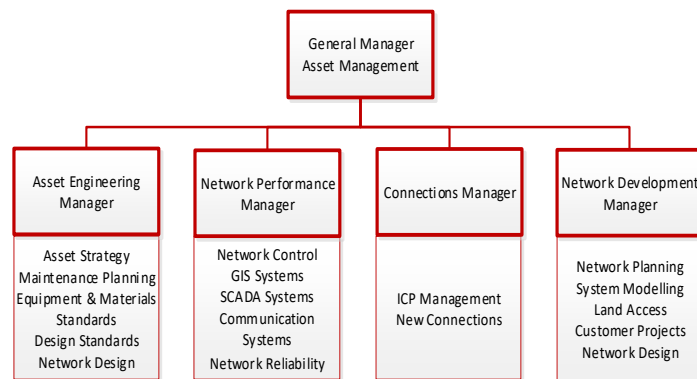 General Manager
Asset Management
Asset Engineering
Manager
Network Performance
Manager
Connections Manager
Network Development
Manager
Asset Strategy
Maintenance Planning
Equipment & Materials
Standards
Design Standards
Network Design
Network Control
GIS Systems
SCADA Systems
Communication
Systems
Network Reliability
ICP Management
New Connections
Network Planning
System Modelling
Land Access
Customer Projects
Network Design